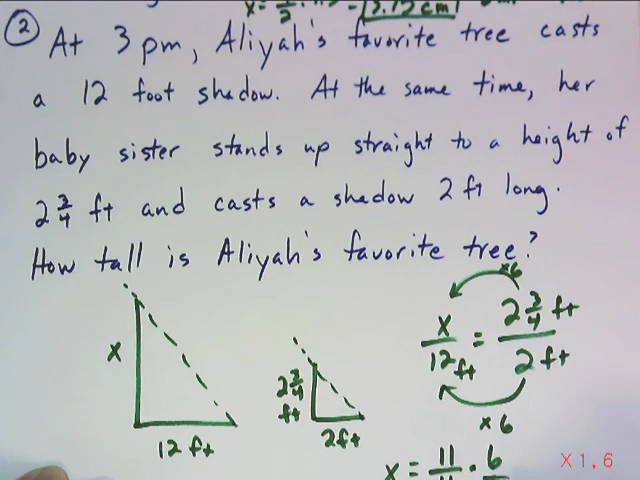 ② At 3 pm, Aliyah's favorite tree casts
a 12 foot shadow. At the same time, her
baby sister stands up straight to a height of
2 3/4 ft and casts a shadow 2 ft long.
How tall is Aliyah's favorite tree?
×6
x/12 ft = 2 3/4 ft/2 ft
×6
x
12 ft
2 3/4 ft
2 ft
x = 11 · 6
×1.6